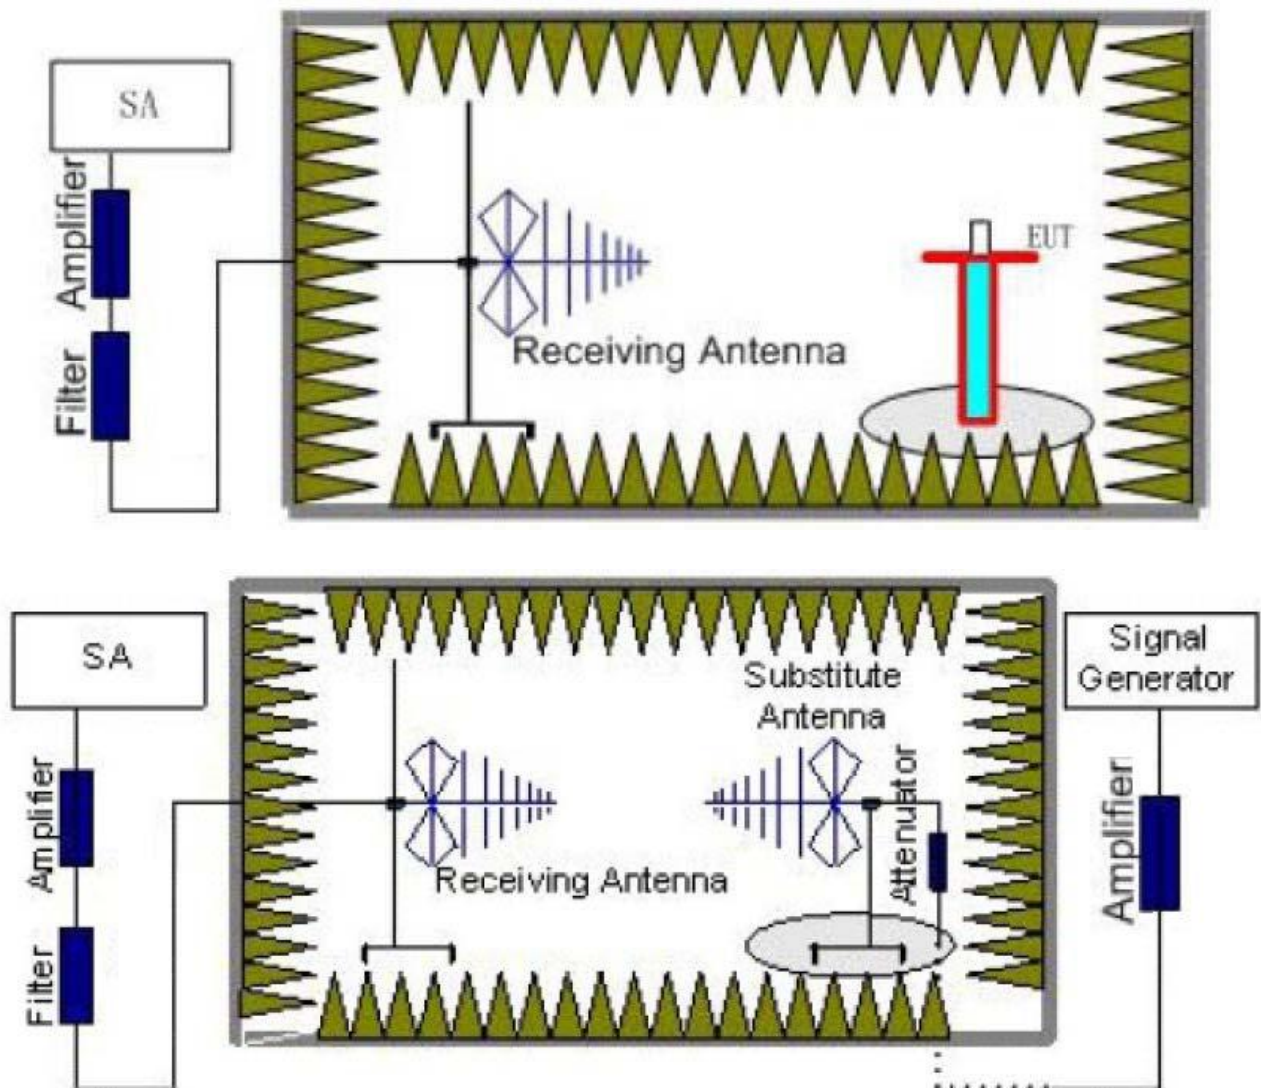 SA
Amplifier
Filter
EUT
Receiving Antenna
SA
Amplifier
Filter
Receiving Antenna
Substitute
Antenna
Attenuator
Signal
Generator
Amplifier